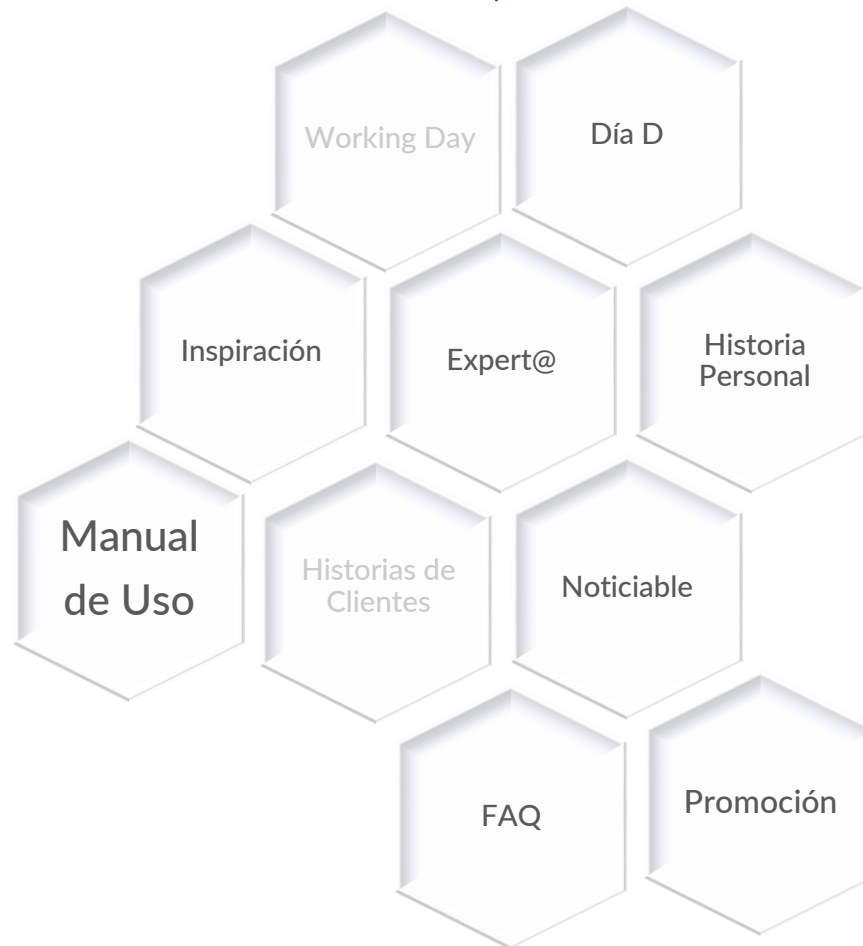 Working Day
Día D
Inspiración
Expert@
Historia
Personal
Manual
de Uso
Historias de
Clientes
Noticiable
FAQ
Promoción